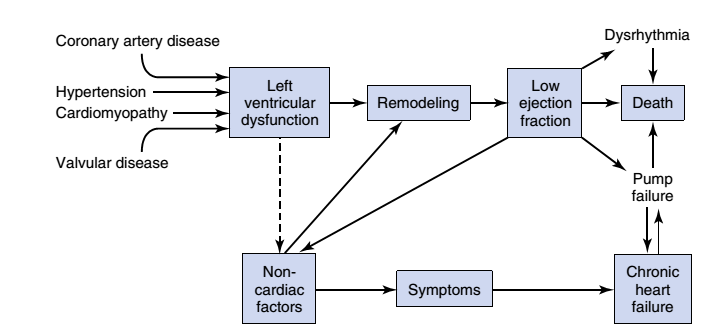 Dysrhythmia
Coronary artery disease
Hypertension
Cardiomyopathy
Valvular disease
Left
ventricular
dysfunction
Remodeling
Low
ejection
fraction
Death
Pump
failure
Non-
cardiac
factors
Symptoms
Chronic
heart
failure